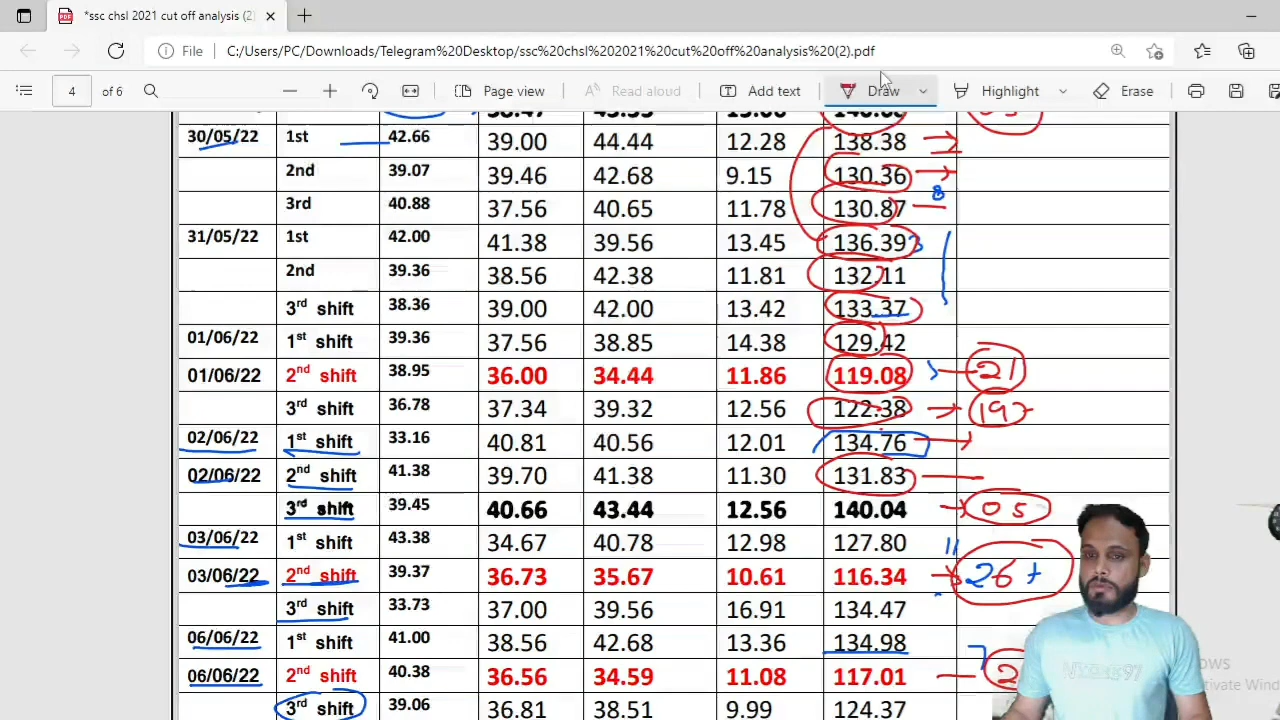 *ssc chsl 2021 cut off analysis (2)
File C:/Users/PC/Downloads/Telegram%20Desktop/ssc%20chsl%202021%20cut%20off%20analysis%20(2).pdf
4 of 6 Page view Read aloud Add text Draw Highlight Erase
30/05/22 1st 42.66 39.00 44.44 12.28 138.38
2nd 39.07 39.46 42.68 9.15 130.36
8
3rd 40.88 37.56 40.65 11.78 130.87
31/05/22 1st 42.00 41.38 39.56 13.45 136.39
2nd 39.36 38.56 42.38 11.81 132.11
3rd shift 38.36 39.00 42.00 13.42 133.37
01/06/22 1st shift 39.36 37.56 38.85 14.38 129.42
01/06/22 2nd shift 38.95 36.00 34.44 11.86 119.08 21
3rd shift 36.78 37.34 39.32 12.56 122.38 19
02/06/22 1st shift 33.16 40.81 40.56 12.01 134.76
02/06/22 2nd shift 41.38 39.70 41.38 11.30 131.83
3rd shift 39.45 40.66 43.44 12.56 140.04 05
03/06/22 1st shift 43.38 34.67 40.78 12.98 127.80 11
03/06/22 2nd shift 39.37 36.73 35.67 10.61 116.34 26+
3rd shift 33.73 37.00 39.56 16.91 134.47
06/06/22 1st shift 41.00 38.56 42.68 13.36 134.98
06/06/22 2nd shift 40.38 36.56 34.59 11.08 117.01
3rd shift 39.06 36.81 38.51 9.99 124.37